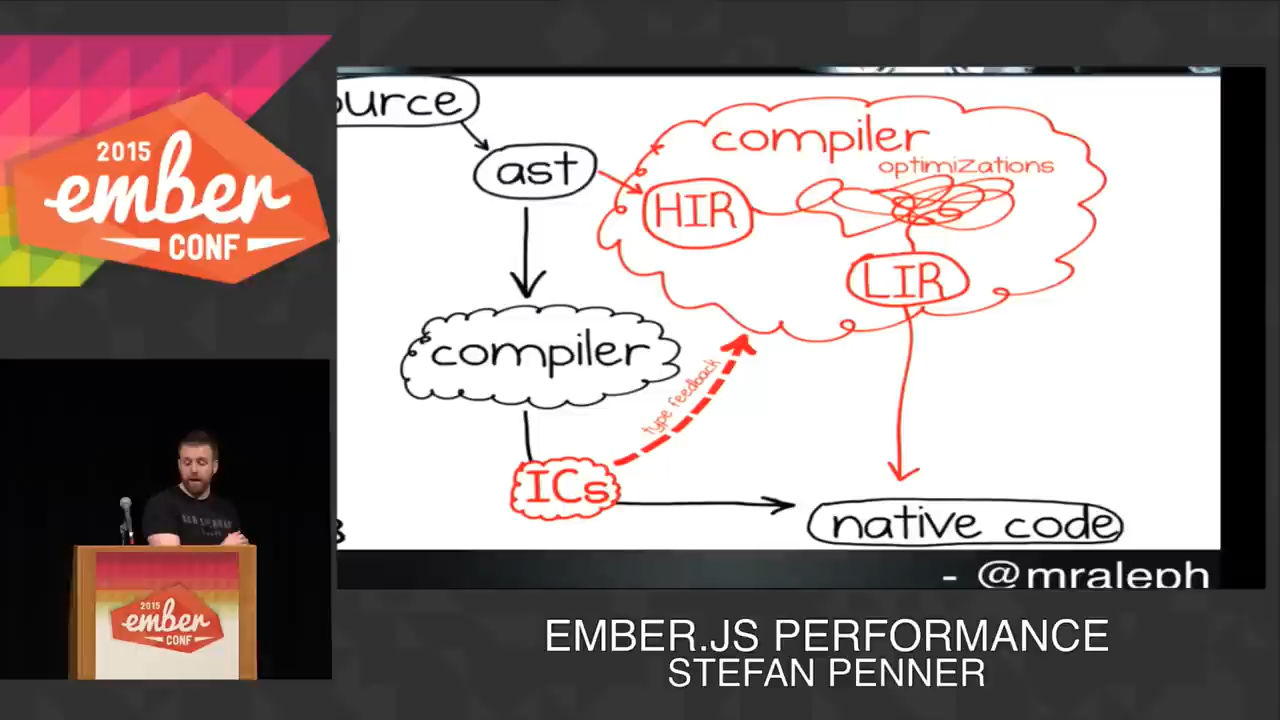 2015
ember
CONF
ource
ast
compiler
optimizations
HIR
LIR
compiler
type feedback
ICs
native code
- @mraleph
2015
ember
CONF
EMBER.JS PERFORMANCE
STEFAN PENNER